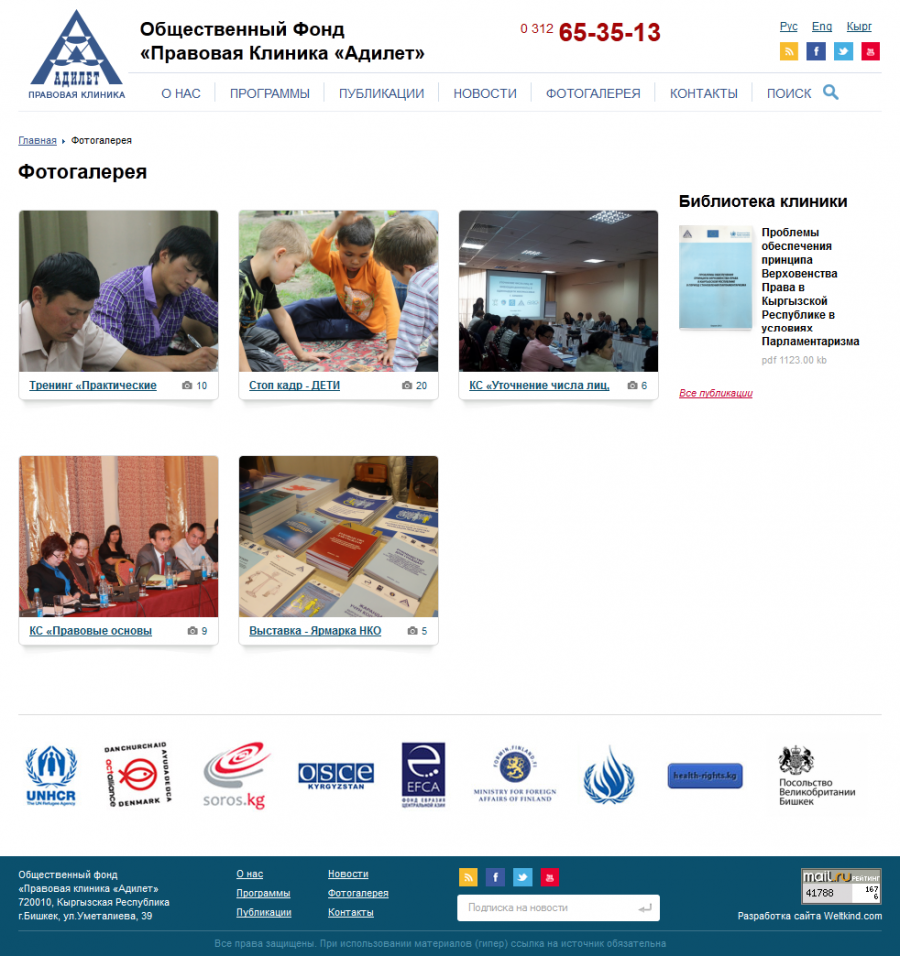 АДИЛЕТ
ПРАВОВАЯ КЛИНИКА
Общественный Фонд
«Правовая Клиника «Адилет»
0 312 65-35-13
Рус Eng Кырг
О НАС ПРОГРАММЫ ПУБЛИКАЦИИ НОВОСТИ ФОТОГАЛЕРЕЯ КОНТАКТЫ ПОИСК
Главная Фотогалерея
Фотогалерея
Тренинг «Практические 10
Стоп кадр - ДЕТИ 20
КС «Уточнение числа лиц, 6
Библиотека клиники
Проблемы
обеспечения
принципа
Верховенства
Права в
Кыргызской
Республике в
условиях
Парламентаризма
pdf 1123.00 kb
Все публикации
КС «Правовые основы 9
Выставка - Ярмарка НКО 5
UNHCR
The UN Refugee Agency
DANCHURCHAID
actalliance
DENMARK
soros.kg
OSCE
KYRGYZSTAN
EFCA
ФОНД ЕВРАЗИЯ
ЦЕНТРАЛЬНОЙ АЗИИ
FORMIN.FINLAND.FI
MINISTRY FOR FOREIGN
AFFAIRS OF FINLAND
health-rights.kg
Посольство
Великобритании
Бишкек
Общественный фонд
«Правовая клиника «Адилет»
720010, Кыргызская Республика
г.Бишкек, ул.Уметалиева, 39
О нас
Программы
Публикации
Новости
Фотогалерея
Контакты
Подписка на новости
mail.ru РЕЙТИНГ
41788 167
6
Разработка сайта Weltkind.com
Все права защищены. При использовании материалов (гипер) ссылка на источник обязательна